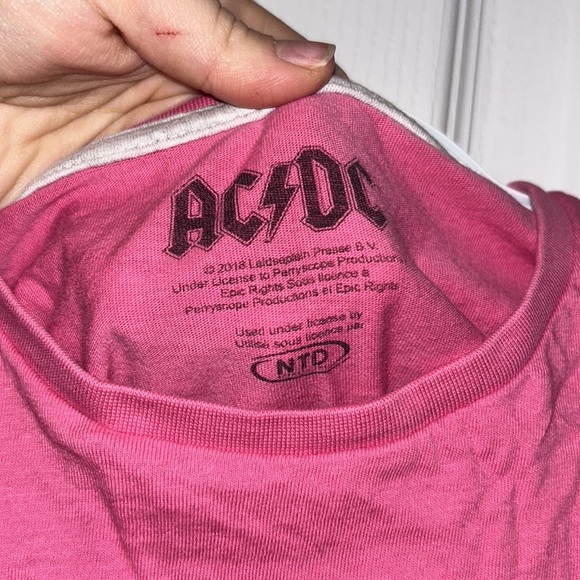 AC⚡DC
© 2018 Leidseplein Presse B.V.
Under License to Perryscope Productions
Epic Rights Sous licence à
Perryscope Productions et Epic Rights
Used under license by
Utilisé sous licence par
NTD